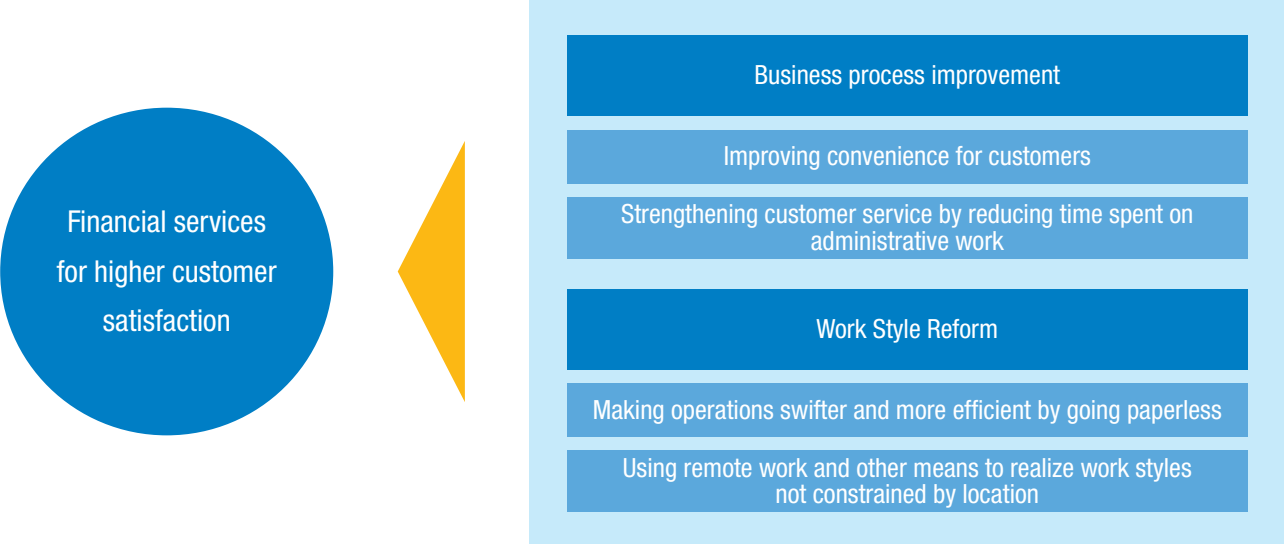 Financial services
for higher customer
satisfaction
Business process improvement
Improving convenience for customers
Strengthening customer service by reducing time spent on
administrative work
Work Style Reform
Making operations swifter and more efficient by going paperless
Using remote work and other means to realize work styles
not constrained by location